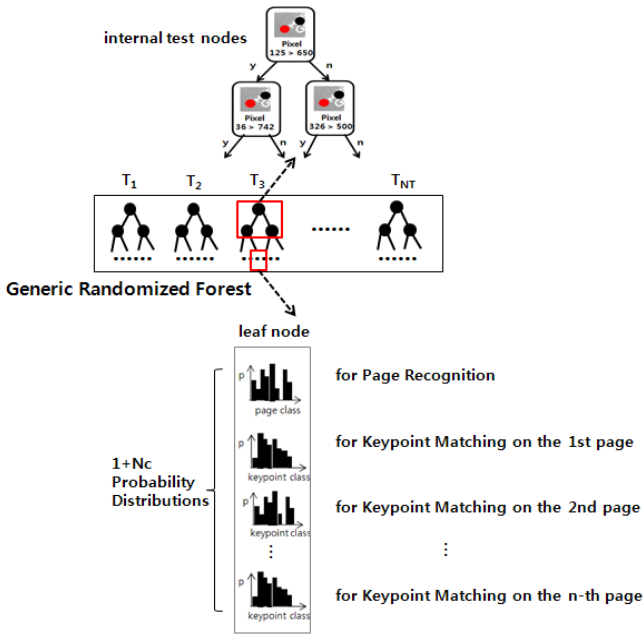 internal test nodes
Pixel
125 > 650
y n
Pixel
36 > 742
Pixel
326 > 500
y n y n
T1 T2 T3 TNT
......
...... ...... ...... ......
Generic Randomized Forest
leaf node
p
page class
for Page Recognition
p
keypoint class
for Keypoint Matching on the 1st page
1+Nc
Probability
Distributions
p
keypoint class
for Keypoint Matching on the 2nd page
⋮ ⋮
p
keypoint class
for Keypoint Matching on the n-th page